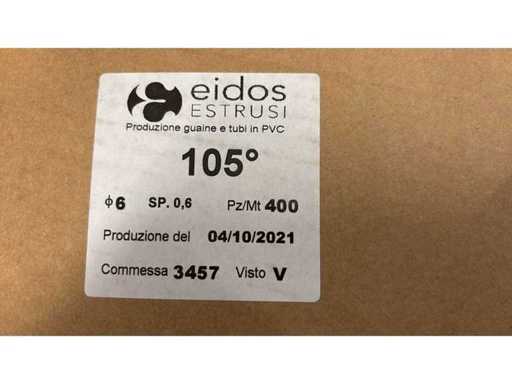 eidos
ESTRUSI
Produzione guaine e tubi in PVC
105°
ϕ6 SP. 0,6 Pz/Mt 400
Produzione del 04/10/2021
Commessa 3457 Visto V